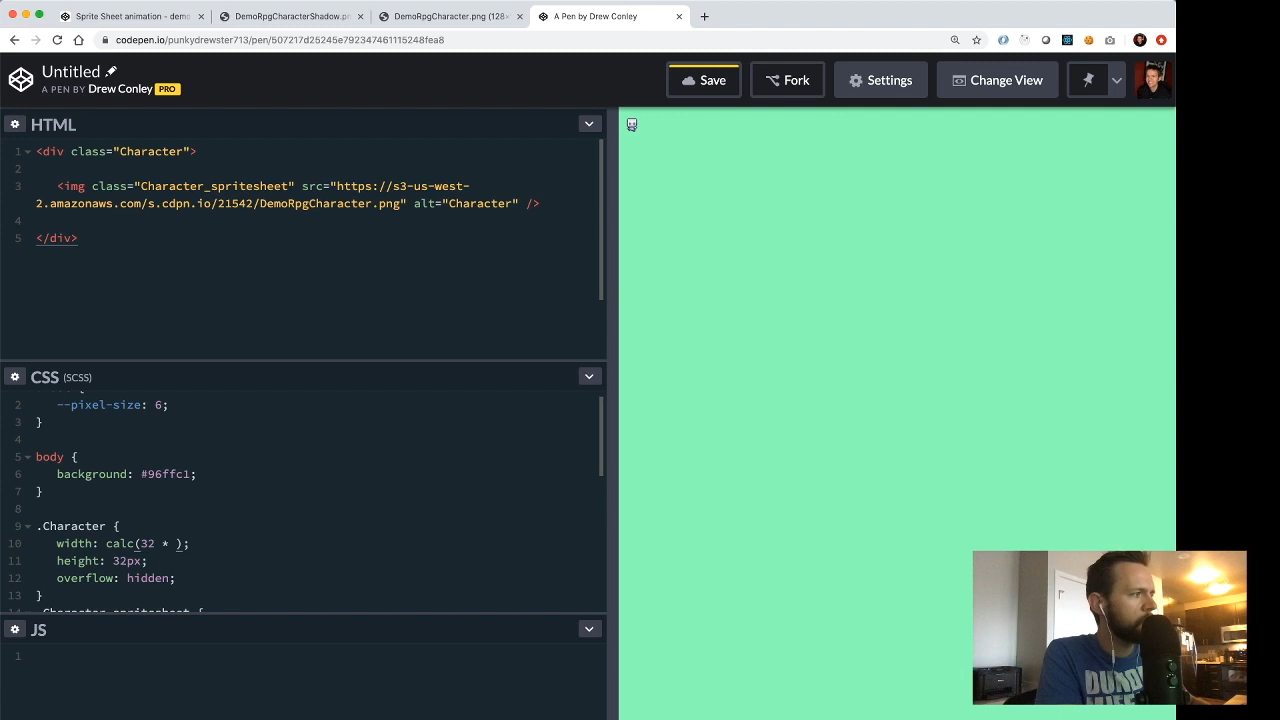 Sprite Sheet animation - demo
DemoRpgCharacterShadow.pn
DemoRpgCharacter.png (128×
A Pen by Drew Conley
codepen.io/punkydrewster713/pen/507217d25245e792347461115248fea8
Untitled
A PEN BY Drew Conley PRO
Save
Fork
Settings
Change View
HTML
1 <div class="Character">
2
3 <img class="Character_spritesheet" src="https://s3-us-west-
2.amazonaws.com/s.cdpn.io/21542/DemoRpgCharacter.png" alt="Character" />
4
5 </div>
CSS (SCSS)
2 --pixel-size: 6;
3 }
4
5 body {
6 background: #96ffc1;
7 }
8
9 .Character {
10 width: calc(32 * );
11 height: 32px;
12 overflow: hidden;
13 }
14 .Character_spritesheet {
JS
1